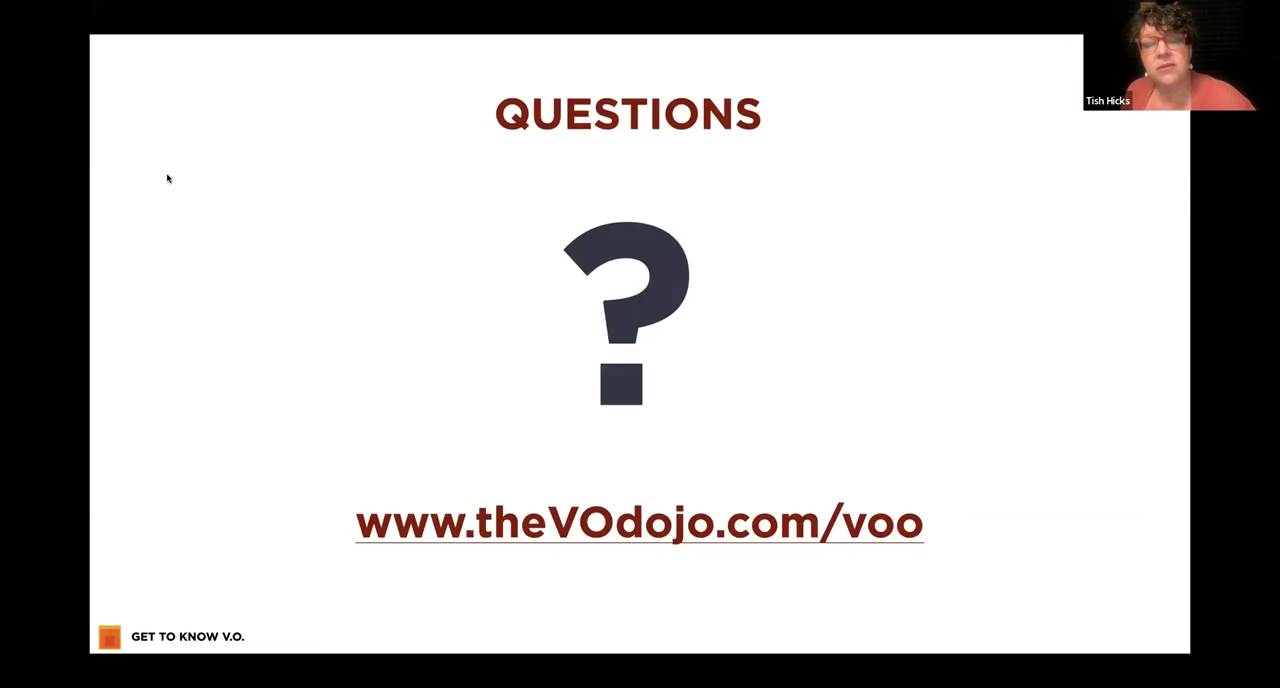 Tish Hicks
QUESTIONS
?
www.theVOdojo.com/voo
GET TO KNOW V.O.